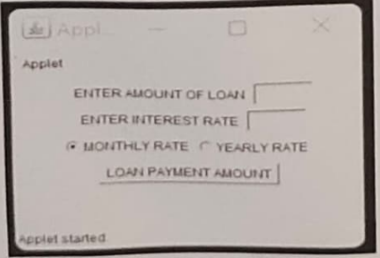 Appl...
Applet
ENTER AMOUNT OF LOAN
ENTER INTEREST RATE
MONTHLY RATE YEARLY RATE
LOAN PAYMENT AMOUNT
Applet started